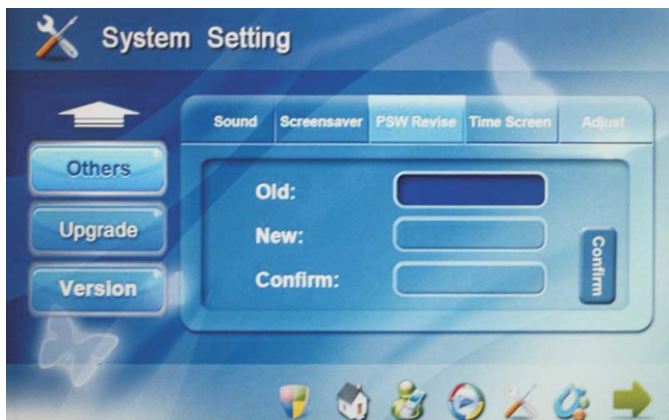 System Setting
Sound Screensaver PSW Revise Time Screen Adjust
Others
Upgrade
Version
Old:
New:
Confirm:
Confirm